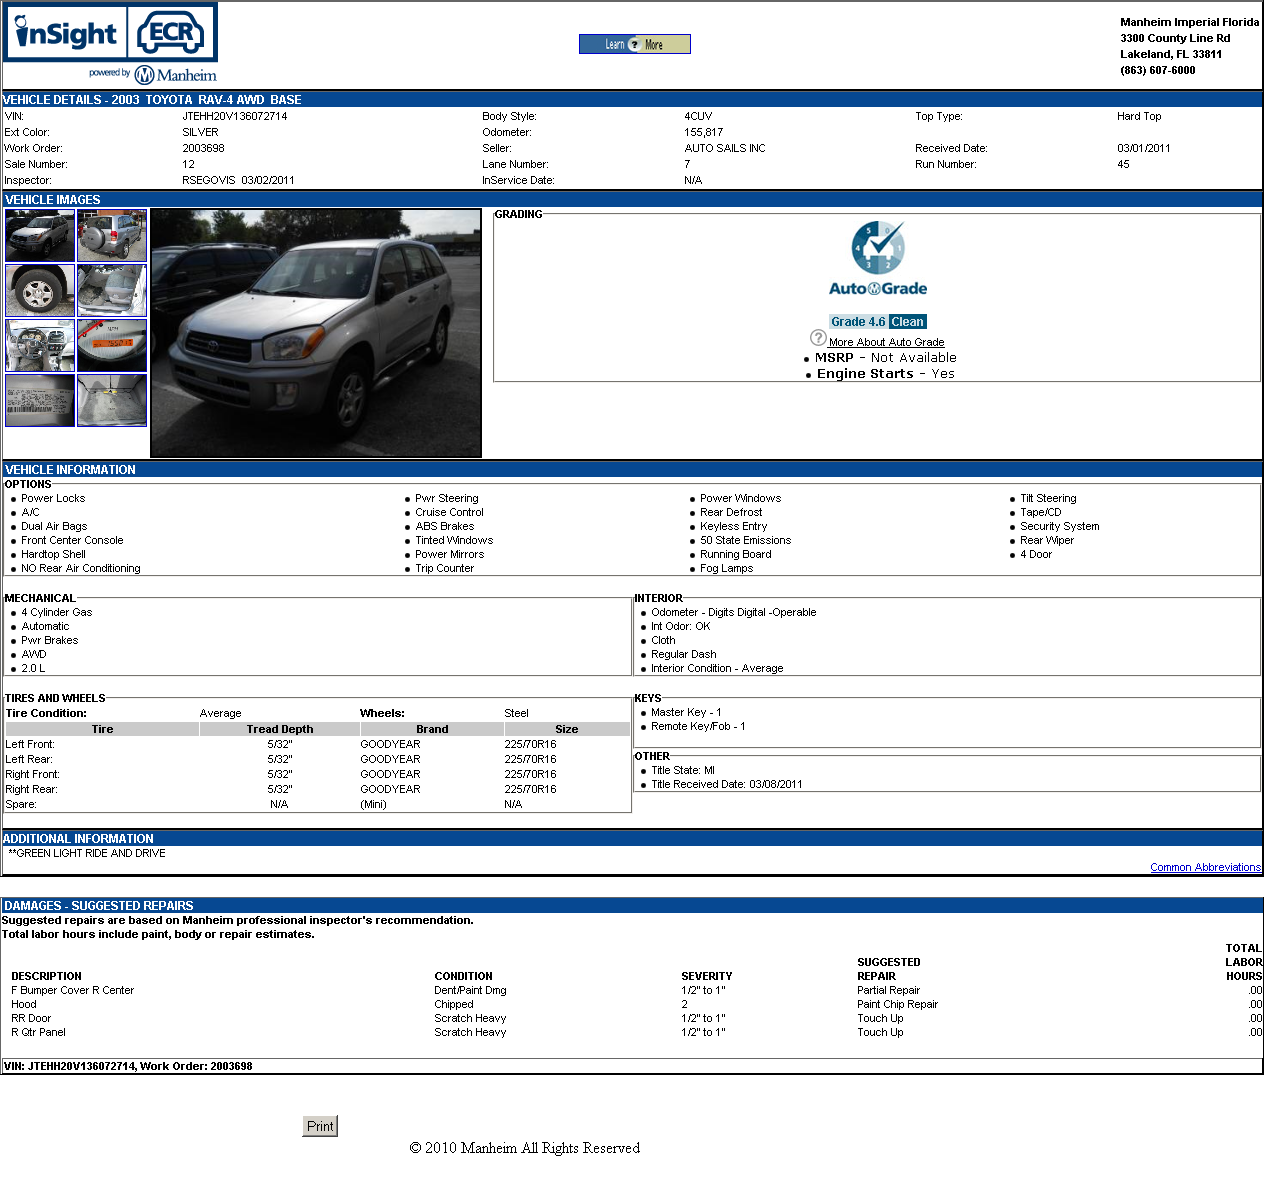 inSight ECR
powered by Manheim
Learn ? More
Manheim Imperial Florida
3300 County Line Rd
Lakeland, FL 33811
(863) 607-6000
VEHICLE DETAILS - 2003 TOYOTA RAV-4 AWD BASE
VIN: JTEHH20V136072714 Body Style: 4CUV Top Type: Hard Top
Ext Color: SILVER Odometer: 155,817
Work Order: 2003698 Seller: AUTO SAILS INC Received Date: 03/01/2011
Sale Number: 12 Lane Number: 7 Run Number: 45
Inspector: RSEGOVIS 03/02/2011 InService Date: N/A
VEHICLE IMAGES
GRADING
5 0
4 1
3 2
Auto Grade
Grade 4.6 Clean
? More About Auto Grade
MSRP - Not Available
Engine Starts - Yes
VEHICLE INFORMATION
OPTIONS
Power Locks Pwr Steering Power Windows Tilt Steering
A/C Cruise Control Rear Defrost Tape/CD
Dual Air Bags ABS Brakes Keyless Entry Security System
Front Center Console Tinted Windows 50 State Emissions Rear Wiper
Hardtop Shell Power Mirrors Running Board 4 Door
NO Rear Air Conditioning Trip Counter Fog Lamps
MECHANICAL
4 Cylinder Gas
Automatic
Pwr Brakes
AWD
2.0 L
INTERIOR
Odometer - Digits Digital -Operable
Int Odor: OK
Cloth
Regular Dash
Interior Condition - Average
TIRES AND WHEELS
Tire Condition: Average Wheels: Steel
Tire Tread Depth Brand Size
Left Front: 5/32" GOODYEAR 225/70R16
Left Rear: 5/32" GOODYEAR 225/70R16
Right Front: 5/32" GOODYEAR 225/70R16
Right Rear: 5/32" GOODYEAR 225/70R16
Spare: N/A (Mini) N/A
KEYS
Master Key - 1
Remote Key/Fob - 1
OTHER
Title State: MI
Title Received Date: 03/08/2011
ADDITIONAL INFORMATION
**GREEN LIGHT RIDE AND DRIVE
Common Abbreviations
DAMAGES - SUGGESTED REPAIRS
Suggested repairs are based on Manheim professional inspector's recommendation.
Total labor hours include paint, body or repair estimates.
DESCRIPTION CONDITION SEVERITY SUGGESTED REPAIR TOTAL LABOR HOURS
F Bumper Cover R Center Dent/Paint Dmg 1/2" to 1" Partial Repair .00
Hood Chipped 2 Paint Chip Repair .00
RR Door Scratch Heavy 1/2" to 1" Touch Up .00
R Qtr Panel Scratch Heavy 1/2" to 1" Touch Up .00
VIN: JTEHH20V136072714, Work Order: 2003698
Print
© 2010 Manheim All Rights Reserved